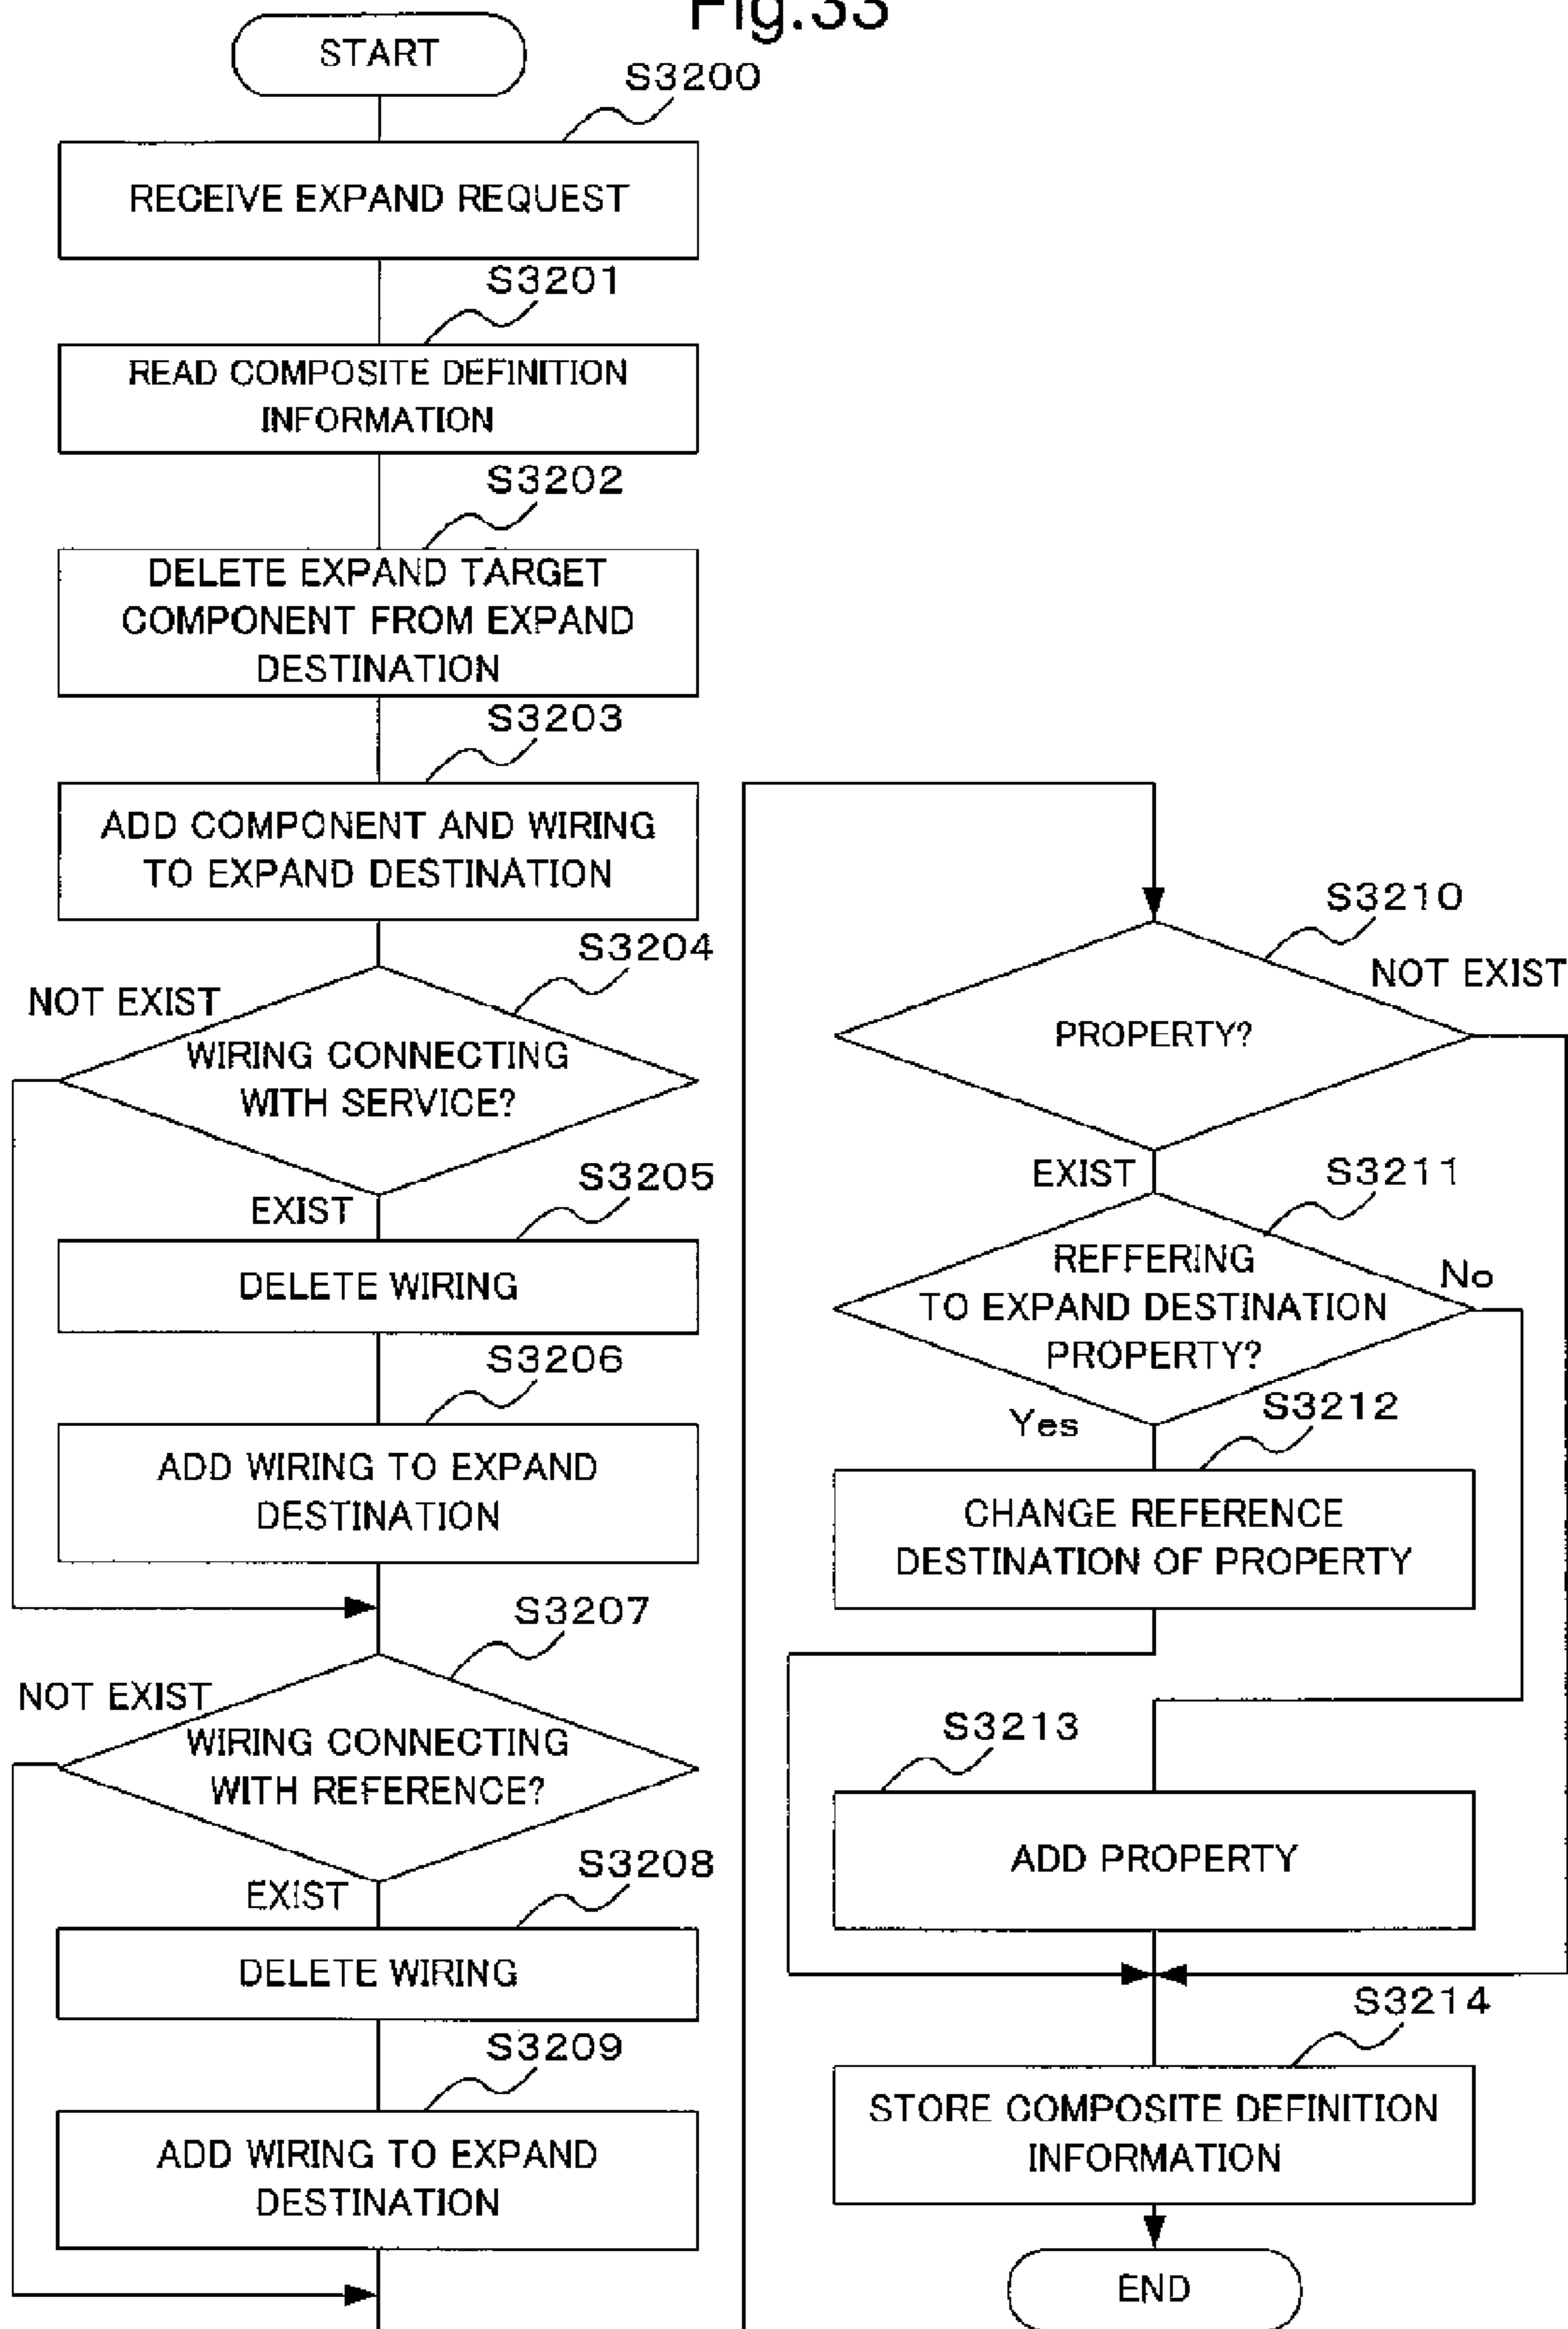 Fig.33
START
S3200
RECEIVE EXPAND REQUEST
S3201
READ COMPOSITE DEFINITION
INFORMATION
S3202
DELETE EXPAND TARGET
COMPONENT FROM EXPAND
DESTINATION
S3203
ADD COMPONENT AND WIRING
TO EXPAND DESTINATION
S3204
NOT EXIST
WIRING CONNECTING
WITH SERVICE?
EXIST
S3205
DELETE WIRING
S3206
ADD WIRING TO EXPAND
DESTINATION
S3207
NOT EXIST
WIRING CONNECTING
WITH REFERENCE?
EXIST
S3208
DELETE WIRING
S3209
ADD WIRING TO EXPAND
DESTINATION
S3210
NOT EXIST
PROPERTY?
EXIST
S3211
REFFERING
TO EXPAND DESTINATION
PROPERTY?
No
Yes
S3212
CHANGE REFERENCE
DESTINATION OF PROPERTY
S3213
ADD PROPERTY
S3214
STORE COMPOSITE DEFINITION
INFORMATION
END